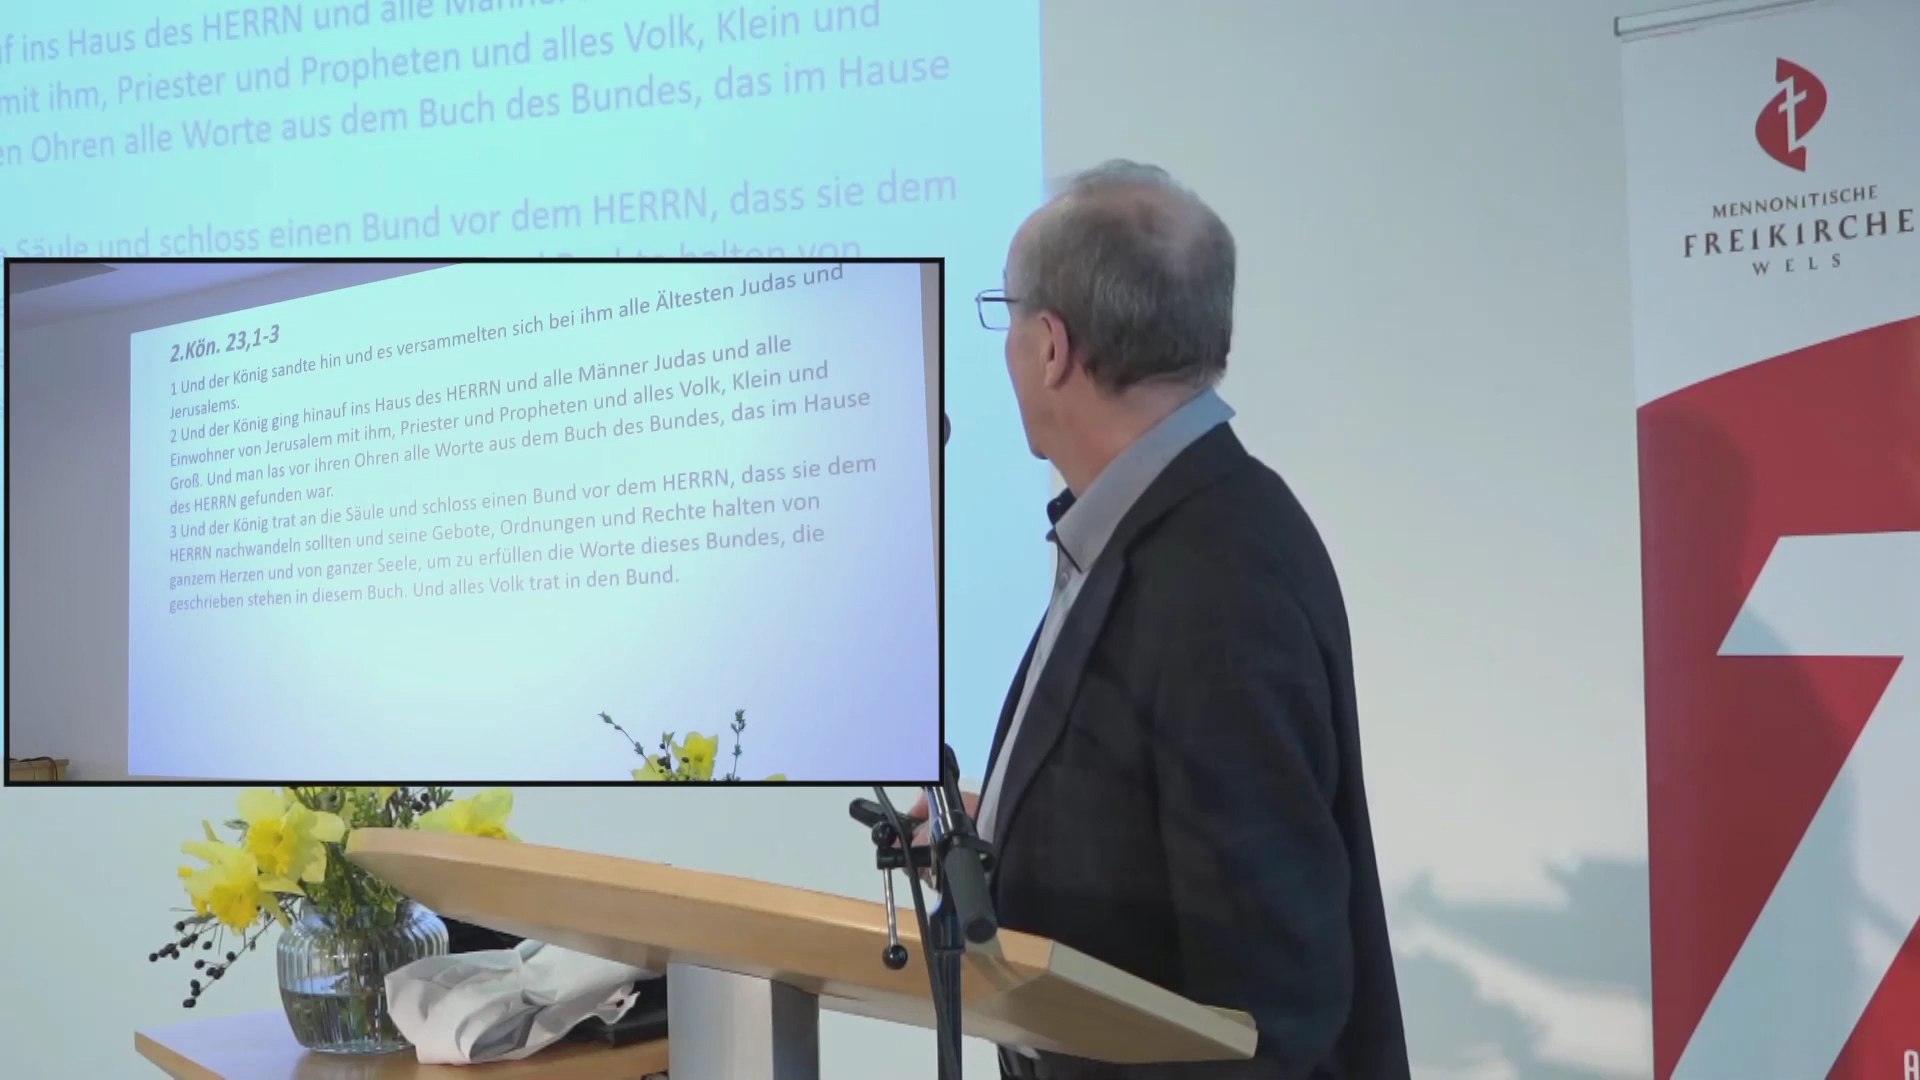 f ins Haus des HERRN und alle Männer
mit ihm, Priester und Propheten und alles Volk, Klein und
en Ohren alle Worte aus dem Buch des Bundes, das im Hause
Säule und schloss einen Bund vor dem HERRN, dass sie dem
halten von
2.Kön. 23,1-3
1 Und der König sandte hin und es versammelten sich bei ihm alle Ältesten Judas und
Jerusalems.
2 Und der König ging hinauf ins Haus des HERRN und alle Männer Judas und alle
Einwohner von Jerusalem mit ihm, Priester und Propheten und alles Volk, Klein und
Groß. Und man las vor ihren Ohren alle Worte aus dem Buch des Bundes, das im Hause
des HERRN gefunden war.
3 Und der König trat an die Säule und schloss einen Bund vor dem HERRN, dass sie dem
HERRN nachwandeln sollten und seine Gebote, Ordnungen und Rechte halten von
ganzem Herzen und von ganzer Seele, um zu erfüllen die Worte dieses Bundes, die
geschrieben stehen in diesem Buch. Und alles Volk trat in den Bund.
MENNONITISCHE
FREIKIRCHE
WELS